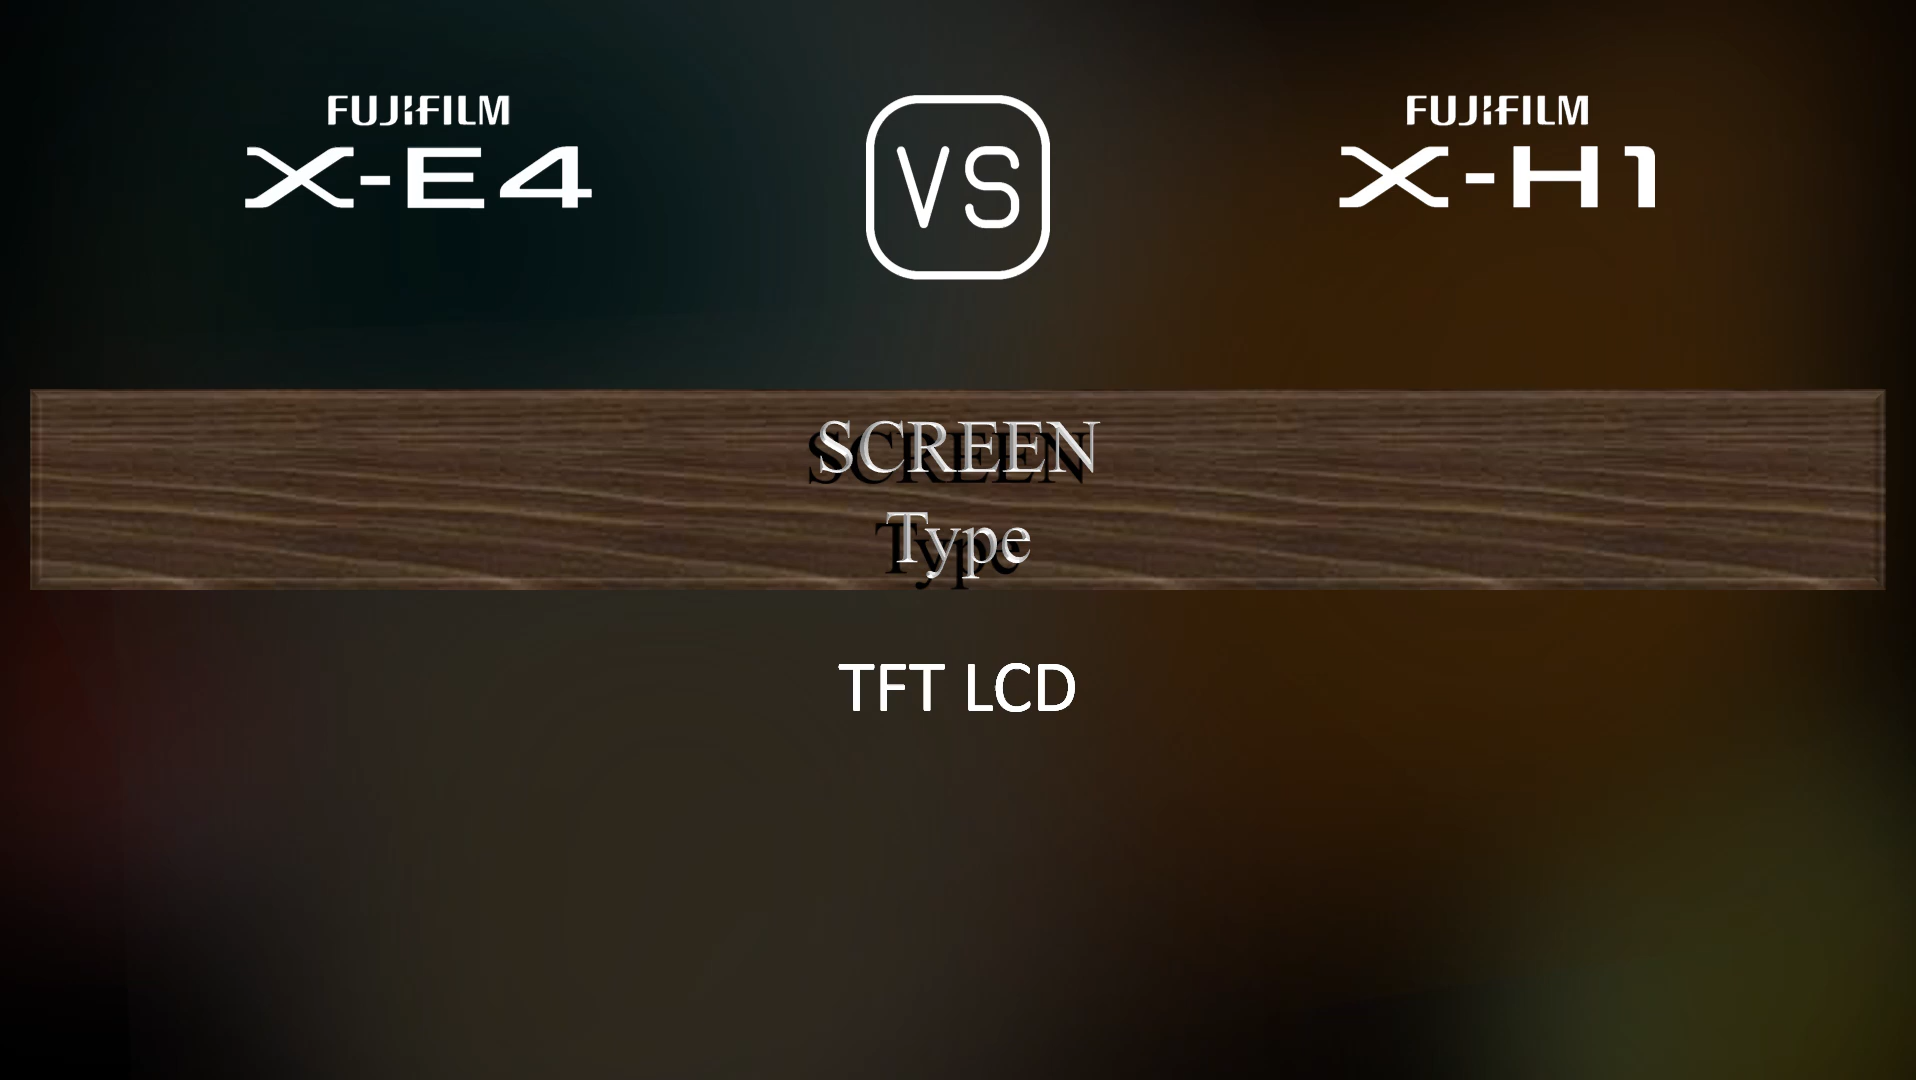 FUJIFILM
X-E4
VS
FUJIFILM
X-H1
SCREEN
Type
TFT LCD